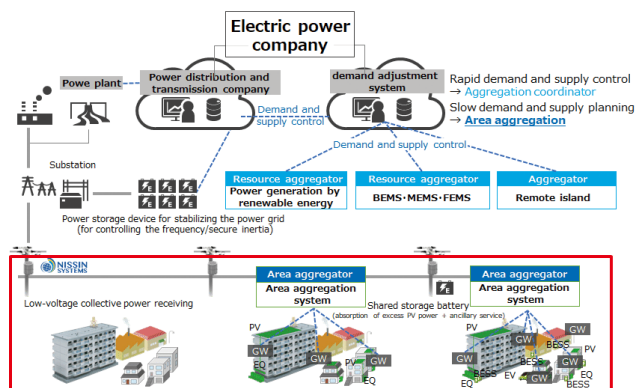 Electric power
company
Powe plant
Power distribution and
transmission company
demand adjustment
system
Rapid demand and supply control
→ Aggregation coordinator
Slow demand and supply planning
→ Area aggregation
Demand and
supply control
Demand and supply control
Substation
Resource aggregator
Power generation by
renewable energy
Resource aggregator
BEMS・MEMS・FEMS
Aggregator
Remote island
E E E
E E E
Power storage device for stabilizing the power grid
(for controlling the frequency/secure inertia)
NISSIN
SYSTEMS
Area aggregator
Area aggregation
system
Area aggregator
Area aggregation
system
E
Low-voltage collective power receiving
Shared storage battery
(absorption of excess PV power + ancillary service)
PV
GW
GW
PV
GW
EQ
EQ
PV
GW
GW
BESS
GW
BESS
PV
GW
EQ
BESS
EV
EQ
BESS